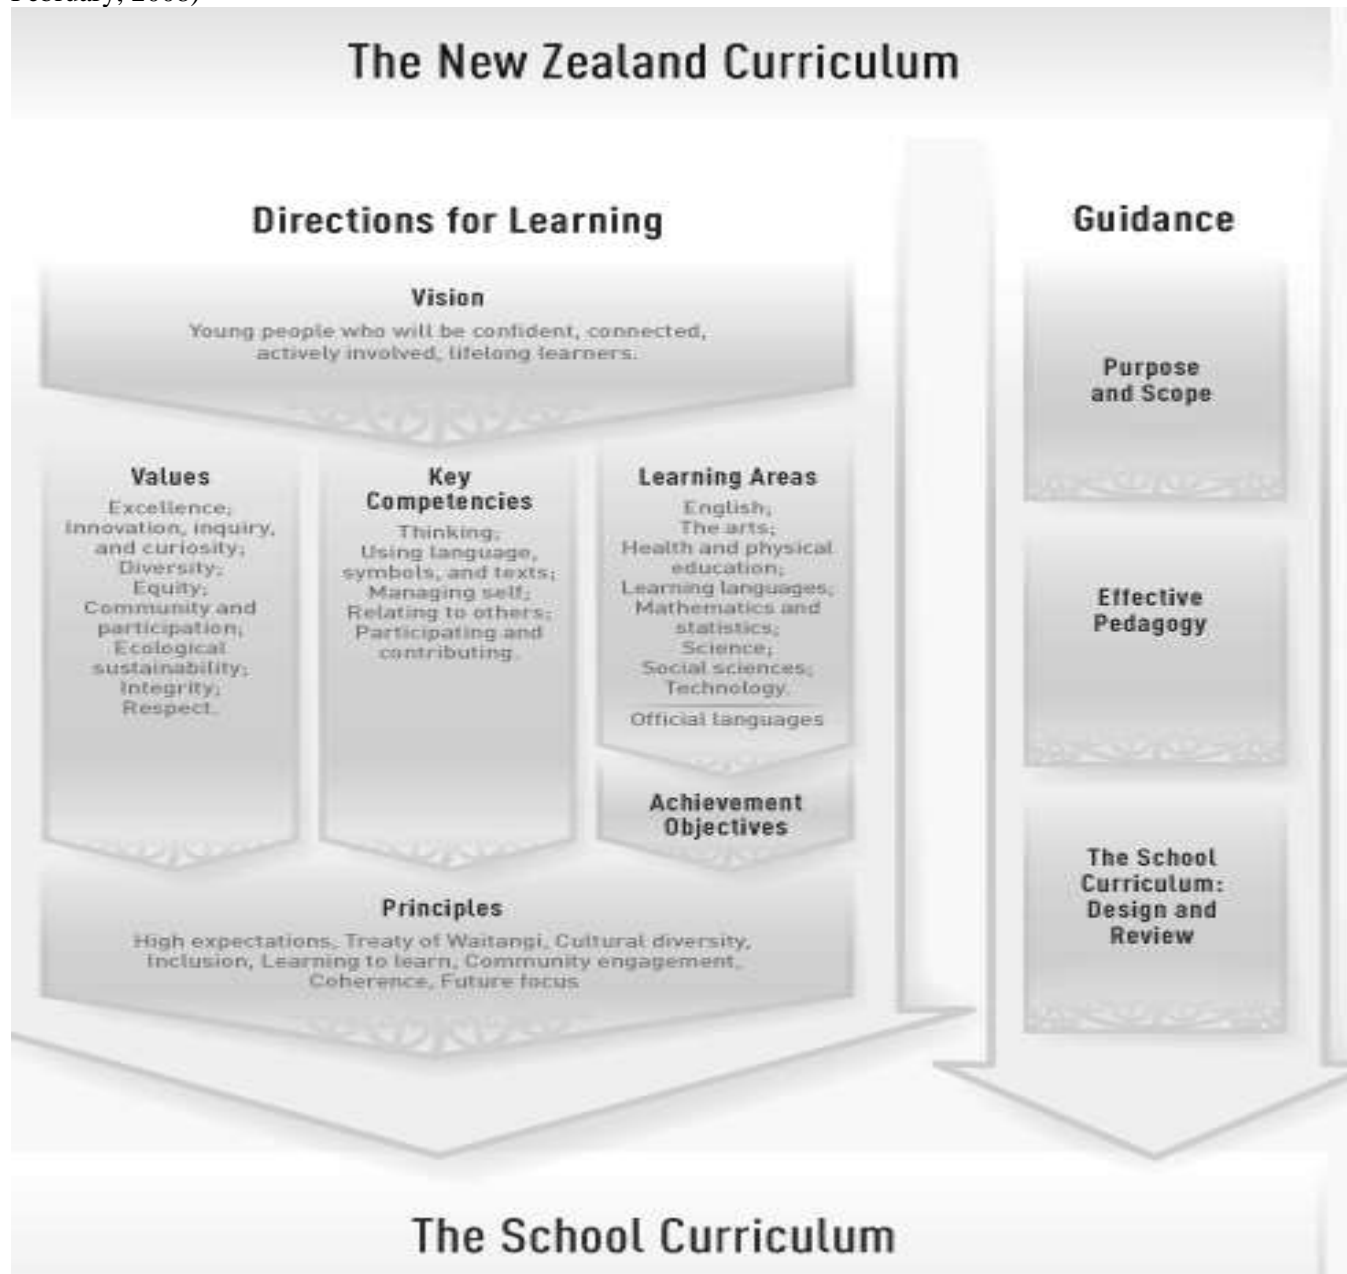 February, 2008)
The New Zealand Curriculum
Directions for Learning
Vision
Young people who will be confident, connected,
actively involved, lifelong learners.
Values
Excellence;
Innovation, inquiry,
and curiosity;
Diversity;
Equity;
Community and
participation;
Ecological
sustainability;
Integrity;
Respect.
Key
Competencies
Thinking;
Using language,
symbols, and texts;
Managing self;
Relating to others;
Participating and
contributing.
Learning Areas
English;
The arts;
Health and physical
education;
Learning languages;
Mathematics and
statistics;
Science;
Social sciences;
Technology.
Official languages
Achievement
Objectives
Principles
High expectations, Treaty of Waitangi, Cultural diversity,
Inclusion, Learning to learn, Community engagement,
Coherence, Future focus
Guidance
Purpose
and Scope
Effective
Pedagogy
The School
Curriculum:
Design and
Review
The School Curriculum